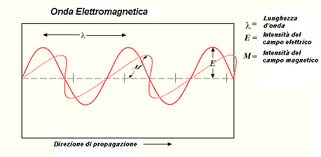 Onda Elettromagnetica
λ = Lunghezza
d'onda
E = Intensità del
campo elettrico
M = Intensità del
campo magnetico
λ
M
E
Direzione di propagazione